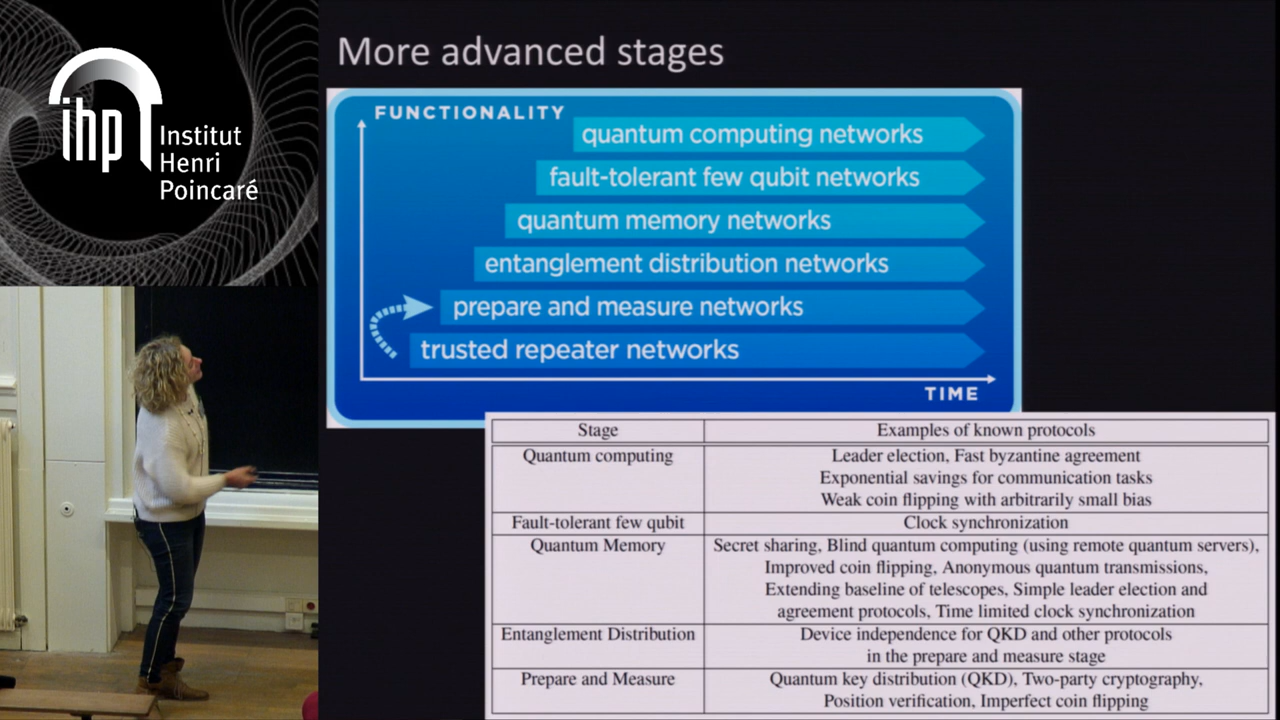 ihp
Institut
Henri
Poincaré
More advanced stages
FUNCTIONALITY
quantum computing networks
fault-tolerant few qubit networks
quantum memory networks
entanglement distribution networks
prepare and measure networks
trusted repeater networks
TIME
Stage Examples of known protocols
Quantum computing Leader election, Fast byzantine agreement
Exponential savings for communication tasks
Weak coin flipping with arbitrarily small bias
Fault-tolerant few qubit Clock synchronization
Quantum Memory Secret sharing, Blind quantum computing (using remote quantum servers),
Improved coin flipping, Anonymous quantum transmissions,
Extending baseline of telescopes, Simple leader election and
agreement protocols, Time limited clock synchronization
Entanglement Distribution Device independence for QKD and other protocols
in the prepare and measure stage
Prepare and Measure Quantum key distribution (QKD), Two-party cryptography,
Position verification, Imperfect coin flipping